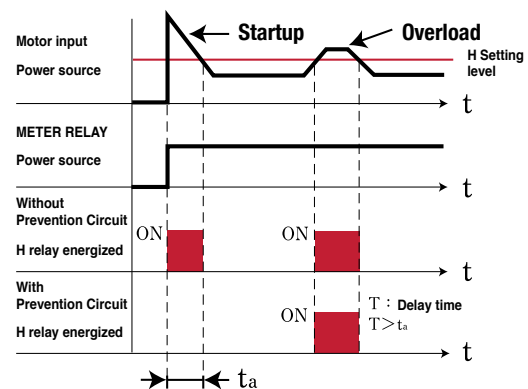 Motor input
Power source
Startup
Overload
H Setting
level
t
METER RELAY
Power source
t
Without
Prevention Circuit
H relay energized
ON
ON
t
With
Prevention Circuit
H relay energized
ON
T : Delay time
T>ta
t
ta